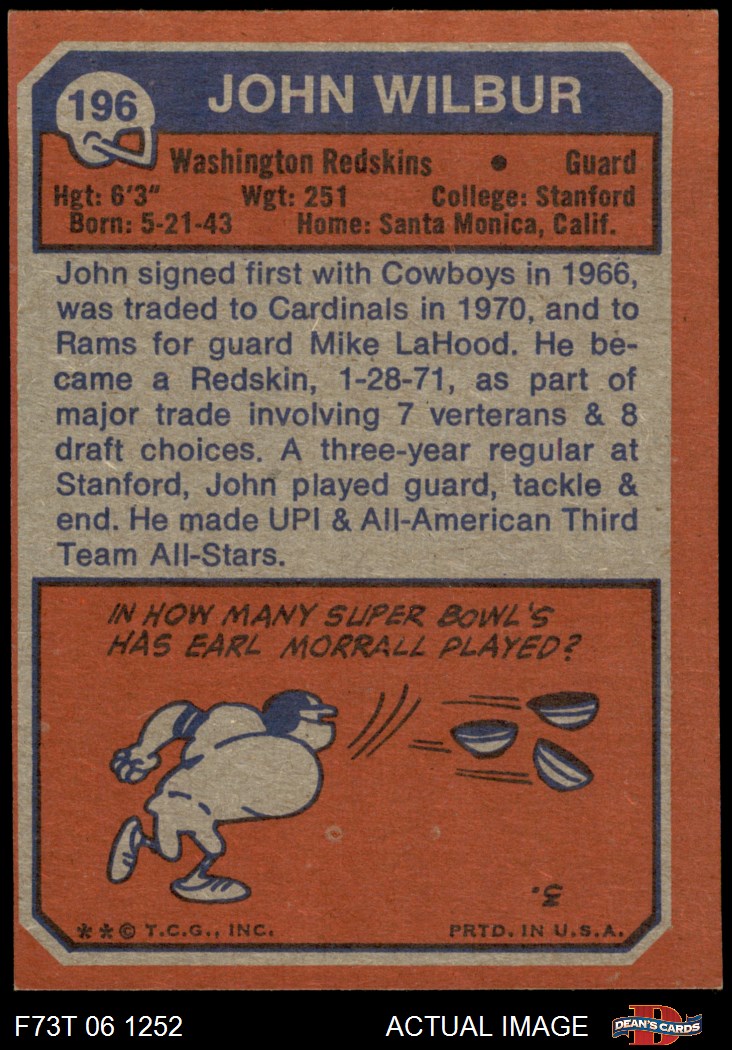 196
JOHN WILBUR
Washington Redskins • Guard
Hgt: 6'3" Wgt: 251 College: Stanford
Born: 5-21-43 Home: Santa Monica, Calif.
John signed first with Cowboys in 1966,
was traded to Cardinals in 1970, and to
Rams for guard Mike LaHood. He be-
came a Redskin, 1-28-71, as part of
major trade involving 7 verterans & 8
draft choices. A three-year regular at
Stanford, John played guard, tackle &
end. He made UPI & All-American Third
Team All-Stars.
IN HOW MANY SUPER BOWL'S
HAS EARL MORRALL PLAYED?
3.
**© T.C.G., INC. PRTD. IN U.S.A.
F73T 06 1252 ACTUAL IMAGE
D
DEAN'S CARDS